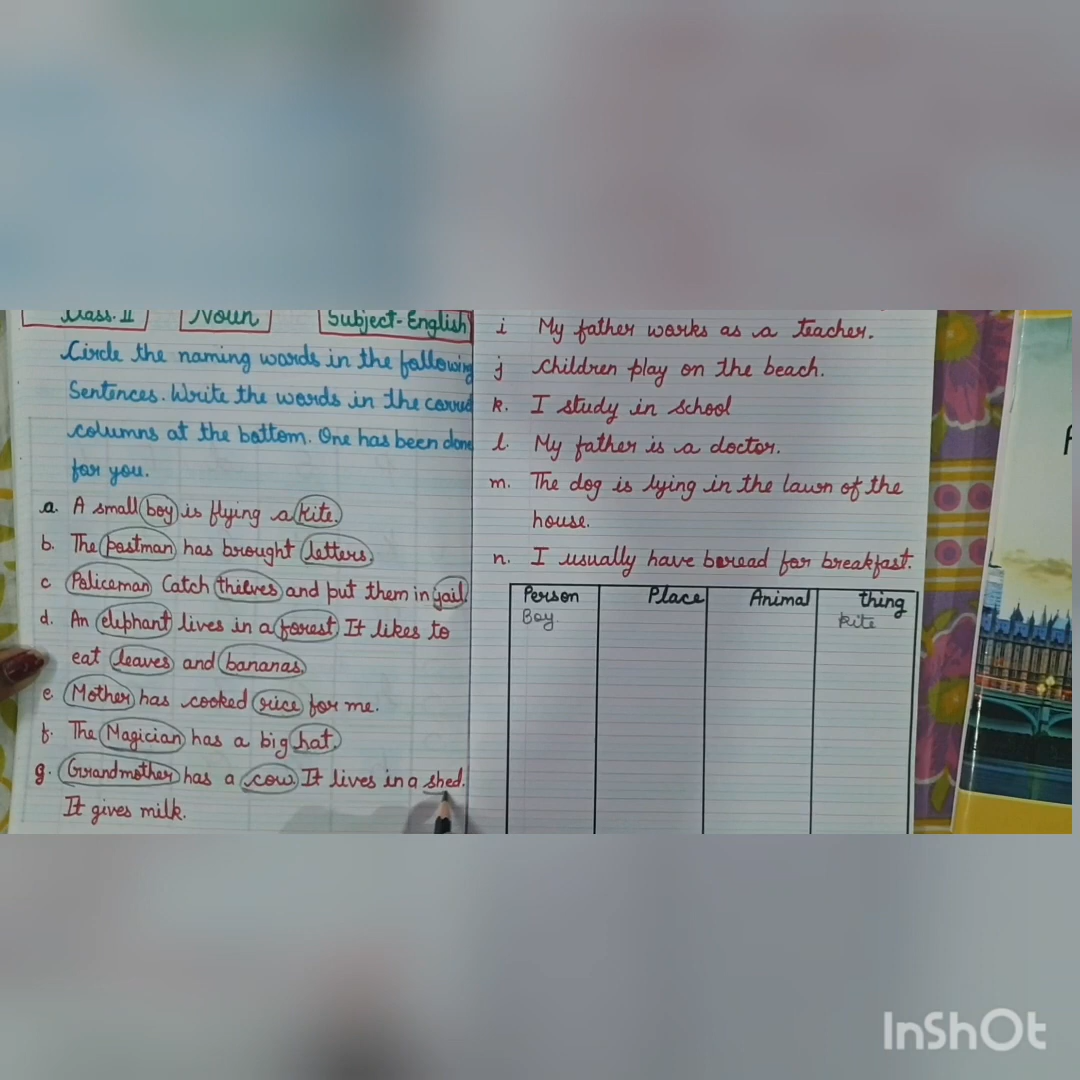 Class-II Noun Subject-English
Circle the naming words in the following
Sentences. Write the words in the correct
columns at the bottom. One has been done
for you.
a. A small boy is flying a kite.
b. The postman has brought letters.
c Policeman Catch thieves and put them in jail.
d. An elephant lives in a forest It likes to
eat leaves and bananas.
e. Mother has cooked rice for me.
f. The Magician has a big hat.
g. Grandmother has a cow It lives in a shed.
It gives milk.
i My father works as a teacher.
j children play on the beach.
k. I study in school
l. My father is a doctor.
m. The dog is lying in the lawn of the
house.
n. I usually have bread for breakfast.
Person Place Animal thing
Boy. kite
InShOt